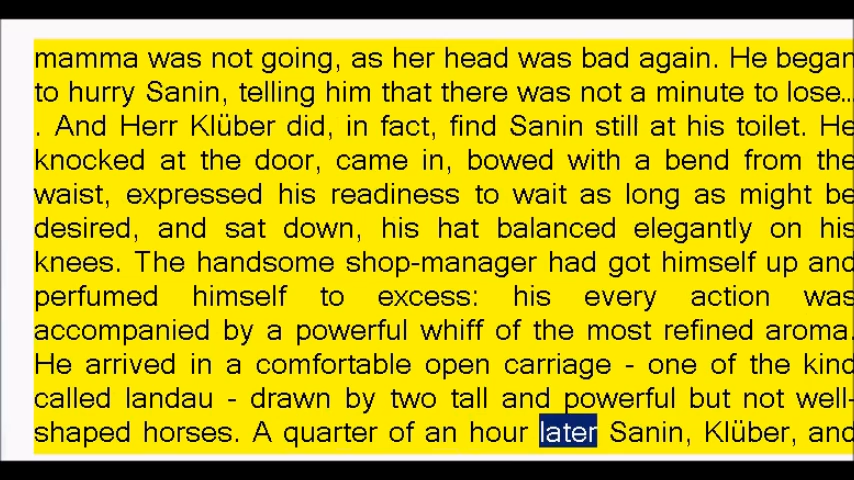 mamma was not going, as her head was bad again. He began
to hurry Sanin, telling him that there was not a minute to lose..
. And Herr Klüber did, in fact, find Sanin still at his toilet. He
knocked at the door, came in, bowed with a bend from the
waist, expressed his readiness to wait as long as might be
desired, and sat down, his hat balanced elegantly on his
knees. The handsome shop-manager had got himself up and
perfumed himself to excess: his every action was
accompanied by a powerful whiff of the most refined aroma.
He arrived in a comfortable open carriage - one of the kind
called landau - drawn by two tall and powerful but not well-
shaped horses. A quarter of an hour later Sanin, Klüber, and